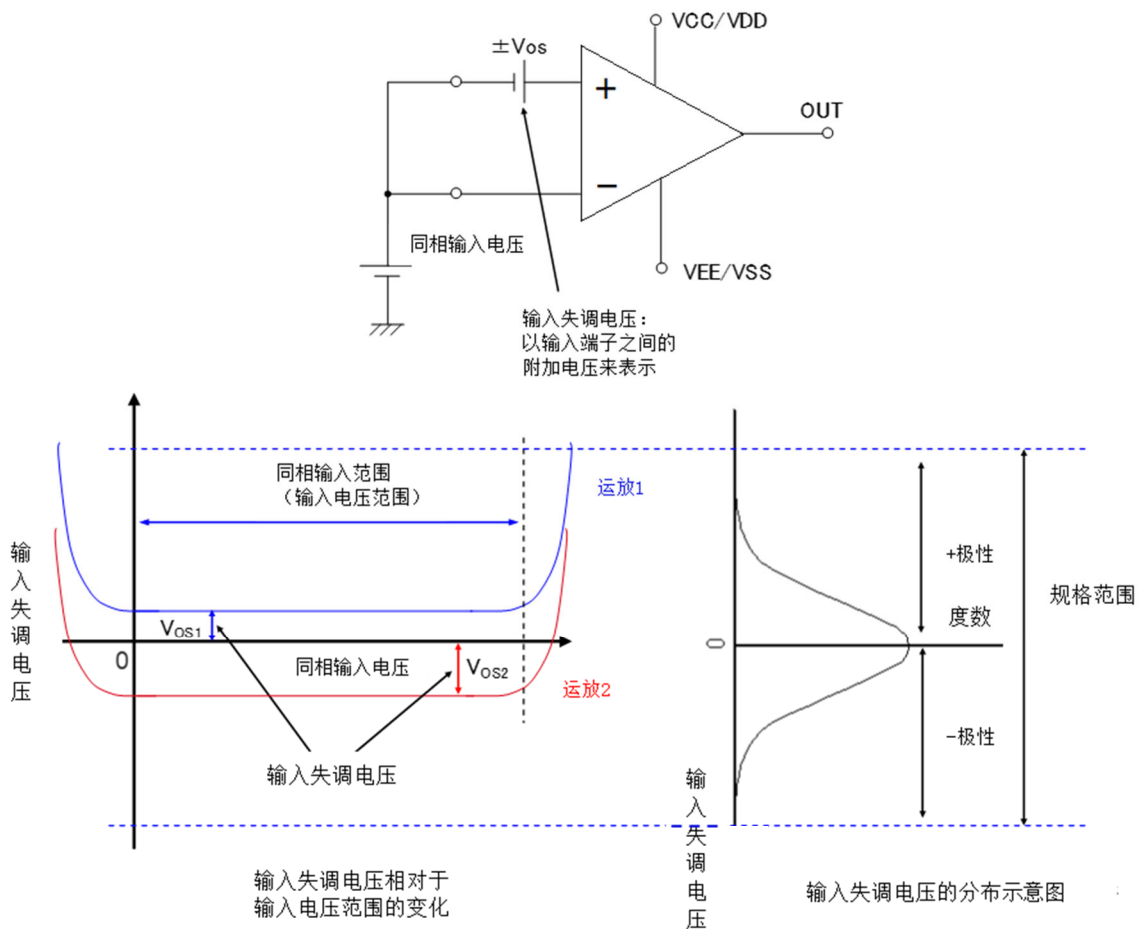 VCC/VDD
±Vos
+
OUT
−
同相输入电压
VEE/VSS
输入失调电压：
以输入端子之间的
附加电压来表示
同相输入范围
（输入电压范围）
运放1
输入失调电压
VOS1
0
同相输入电压
VOS2
运放2
输入失调电压
输入失调电压相对于
输入电压范围的变化
+极性
度数
规格范围
0
-极性
输入失调电压
输入失调电压的分布示意图